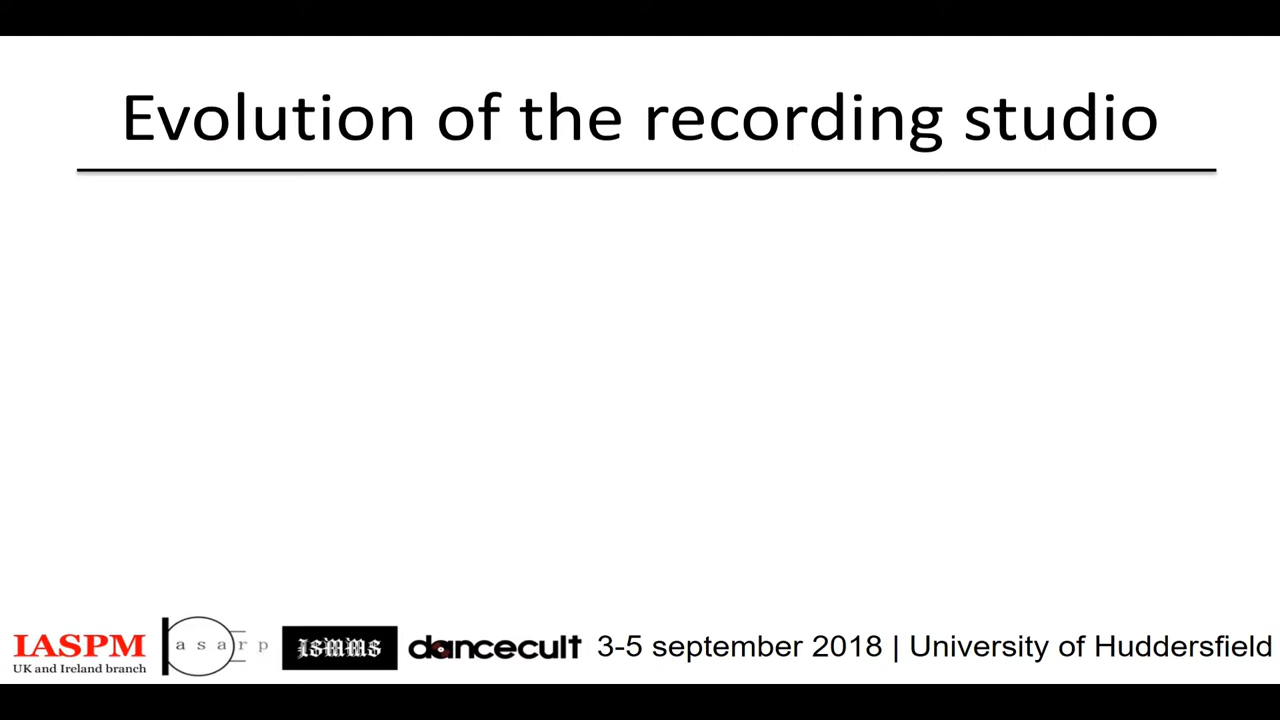 Evolution of the recording studio
IASPM
UK and Ireland branch
asarp
ISMMS
dancecult
3-5 september 2018 | University of Huddersfield